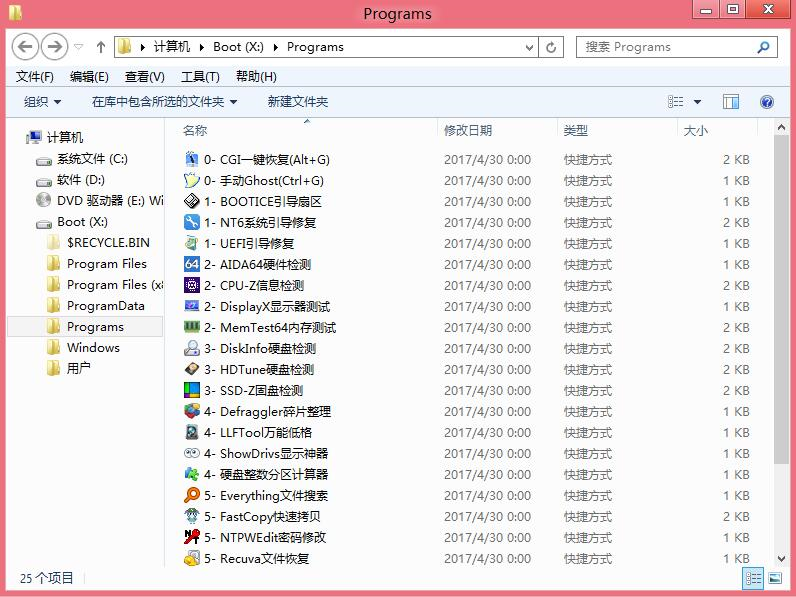 Programs
计算机 Boot (X:) Programs
搜索 Programs
文件(F) 编辑(E) 查看(V) 工具(T) 帮助(H)
组织 在库中包含所选的文件夹 新建文件夹
计算机
系统文件 (C:)
软件 (D:)
DVD 驱动器 (E:) Wi
Boot (X:)
$RECYCLE.BIN
Program Files
Program Files (x8
ProgramData
Programs
Windows
用户
名称 修改日期 类型 大小
0- CGI一键恢复(Alt+G) 2017/4/30 0:00 快捷方式 2 KB
0- 手动Ghost(Ctrl+G) 2017/4/30 0:00 快捷方式 2 KB
1- BOOTICE引导扇区 2017/4/30 0:00 快捷方式 1 KB
1- NT6系统引导修复 2017/4/30 0:00 快捷方式 2 KB
1- UEFI引导修复 2017/4/30 0:00 快捷方式 1 KB
2- AIDA64硬件检测 2017/4/30 0:00 快捷方式 1 KB
2- CPU-Z信息检测 2017/4/30 0:00 快捷方式 2 KB
2- DisplayX显示器测试 2017/4/30 0:00 快捷方式 1 KB
2- MemTest64内存测试 2017/4/30 0:00 快捷方式 2 KB
3- DiskInfo硬盘检测 2017/4/30 0:00 快捷方式 1 KB
3- HDTune硬盘检测 2017/4/30 0:00 快捷方式 2 KB
3- SSD-Z固盘检测 2017/4/30 0:00 快捷方式 2 KB
4- Defraggler碎片整理 2017/4/30 0:00 快捷方式 1 KB
4- LLFTool万能低格 2017/4/30 0:00 快捷方式 1 KB
4- ShowDrivs显示神器 2017/4/30 0:00 快捷方式 1 KB
4- 硬盘整数分区计算器 2017/4/30 0:00 快捷方式 1 KB
5- Everything文件搜索 2017/4/30 0:00 快捷方式 1 KB
5- FastCopy快速拷贝 2017/4/30 0:00 快捷方式 2 KB
5- NTPWEdit密码修改 2017/4/30 0:00 快捷方式 1 KB
5- Recuva文件恢复 2017/4/30 0:00 快捷方式 1 KB
25 个项目